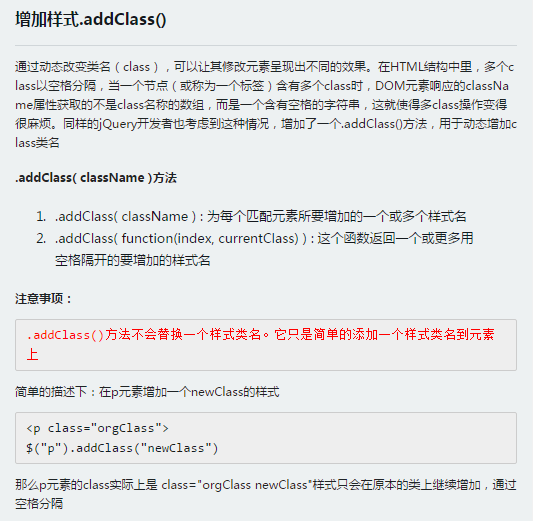 增加样式.addClass()
通过动态改变类名（class），可以让其修改元素呈现出不同的效果。在HTML结构中里，多个c
lass以空格分隔，当一个节点（或称为一个标签）含有多个class时，DOM元素响应的classNa
me属性获取的不是class名称的数组，而是一个含有空格的字符串，这就使得多class操作变得
很麻烦。同样的jQuery开发者也考虑到这种情况，增加了一个.addClass()方法，用于动态增加c
lass类名
.addClass( className )方法
1. .addClass( className ) : 为每个匹配元素所要增加的一个或多个样式名
2. .addClass( function(index, currentClass) ) : 这个函数返回一个或更多用
空格隔开的要增加的样式名
注意事项：
.addClass()方法不会替换一个样式类名。它只是简单的添加一个样式类名到元素
上
简单的描述下：在p元素增加一个newClass的样式
<p class="orgClass">
$("p").addClass("newClass")
那么p元素的class实际上是 class="orgClass newClass"样式只会在原本的类上继续增加，通过
空格分隔